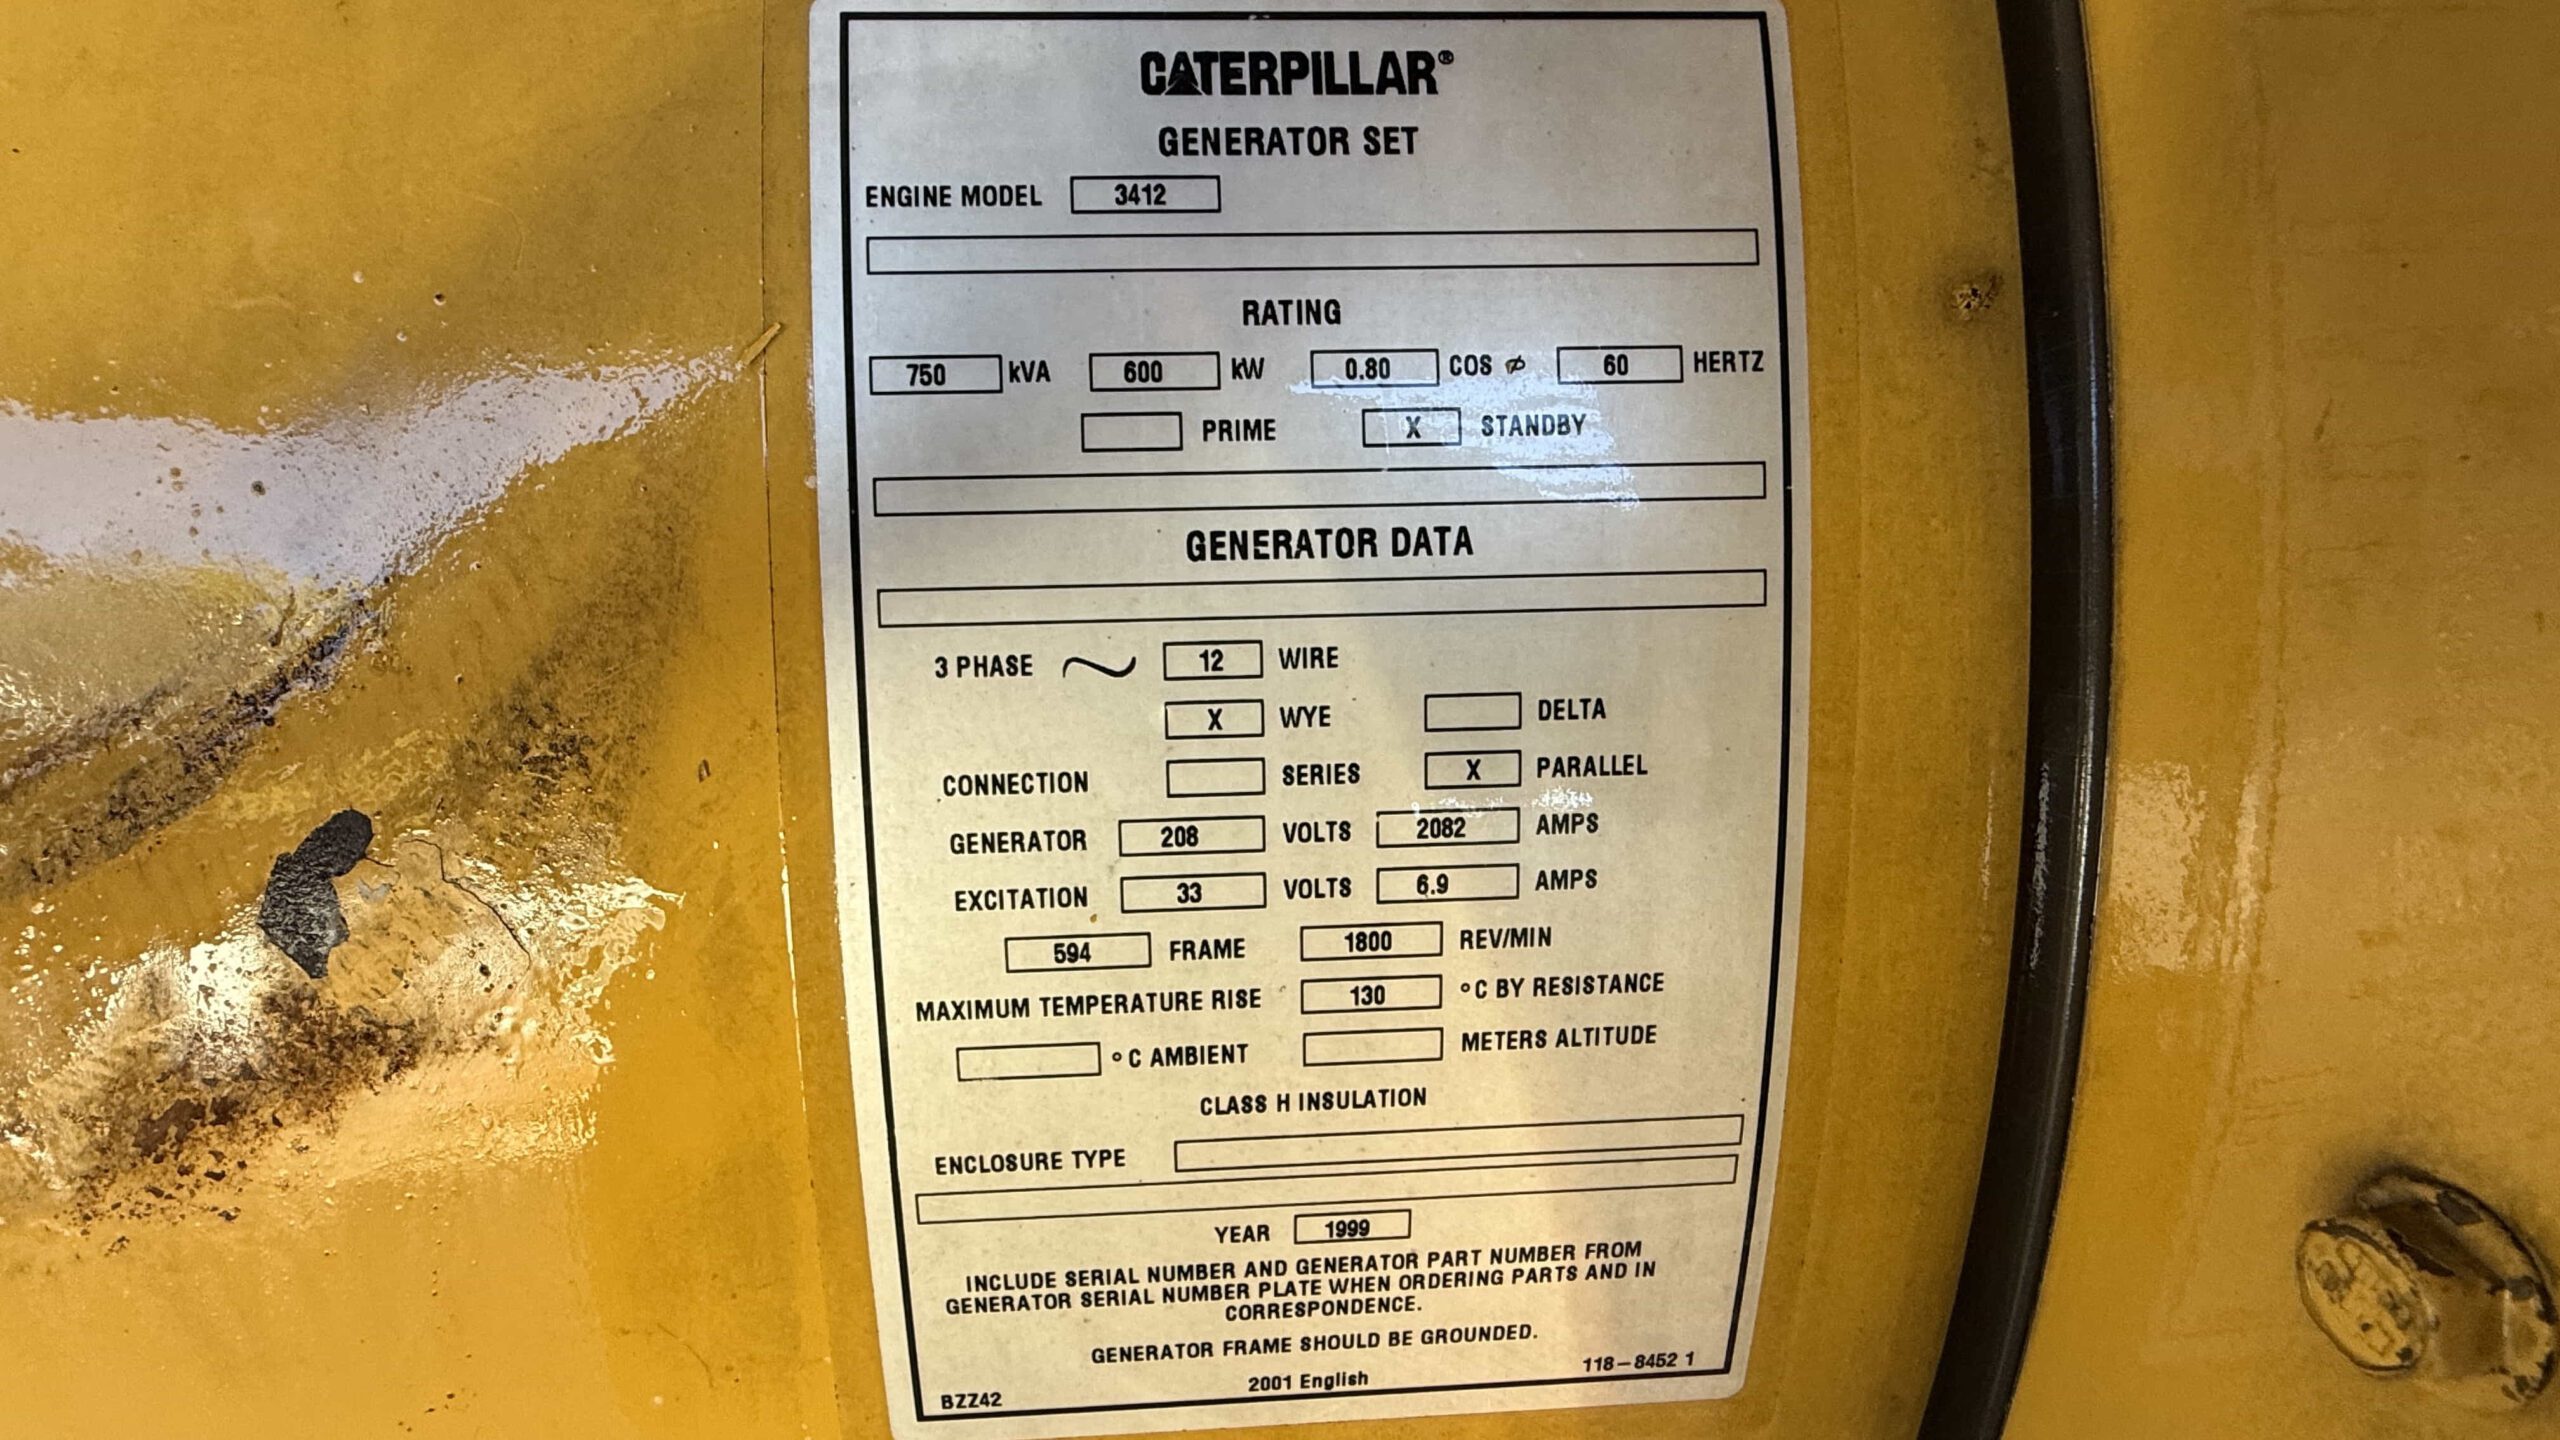 CATERPILLAR®
GENERATOR SET
ENGINE MODEL 3412
RATING
750 kVA 600 kW 0.80 COS ⌀ 60 HERTZ
PRIME X STANDBY
GENERATOR DATA
3 PHASE ~ 12 WIRE
X WYE DELTA
CONNECTION SERIES X PARALLEL
GENERATOR 208 VOLTS 2082 AMPS
EXCITATION 33 VOLTS 6.9 AMPS
594 FRAME 1800 REV/MIN
MAXIMUM TEMPERATURE RISE 130 °C BY RESISTANCE
°C AMBIENT METERS ALTITUDE
CLASS H INSULATION
ENCLOSURE TYPE
YEAR 1999
INCLUDE SERIAL NUMBER AND GENERATOR PART NUMBER FROM
GENERATOR SERIAL NUMBER PLATE WHEN ORDERING PARTS AND IN
CORRESPONDENCE.
GENERATOR FRAME SHOULD BE GROUNDED.
BZZ42 2001 English 118-8452 1